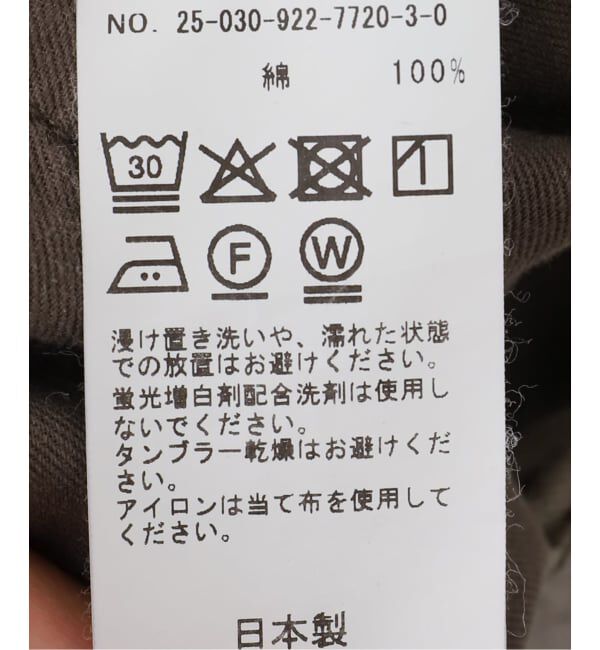 NO. 25-030-922-7720-3-0
綿 100%
30
F W
浸け置き洗いや、濡れた状態
での放置はお避けください。
蛍光増白剤配合洗剤は使用し
ないでください。
タンブラー乾燥はお避けくだ
さい。
アイロンは当て布を使用して
ください。
日本製